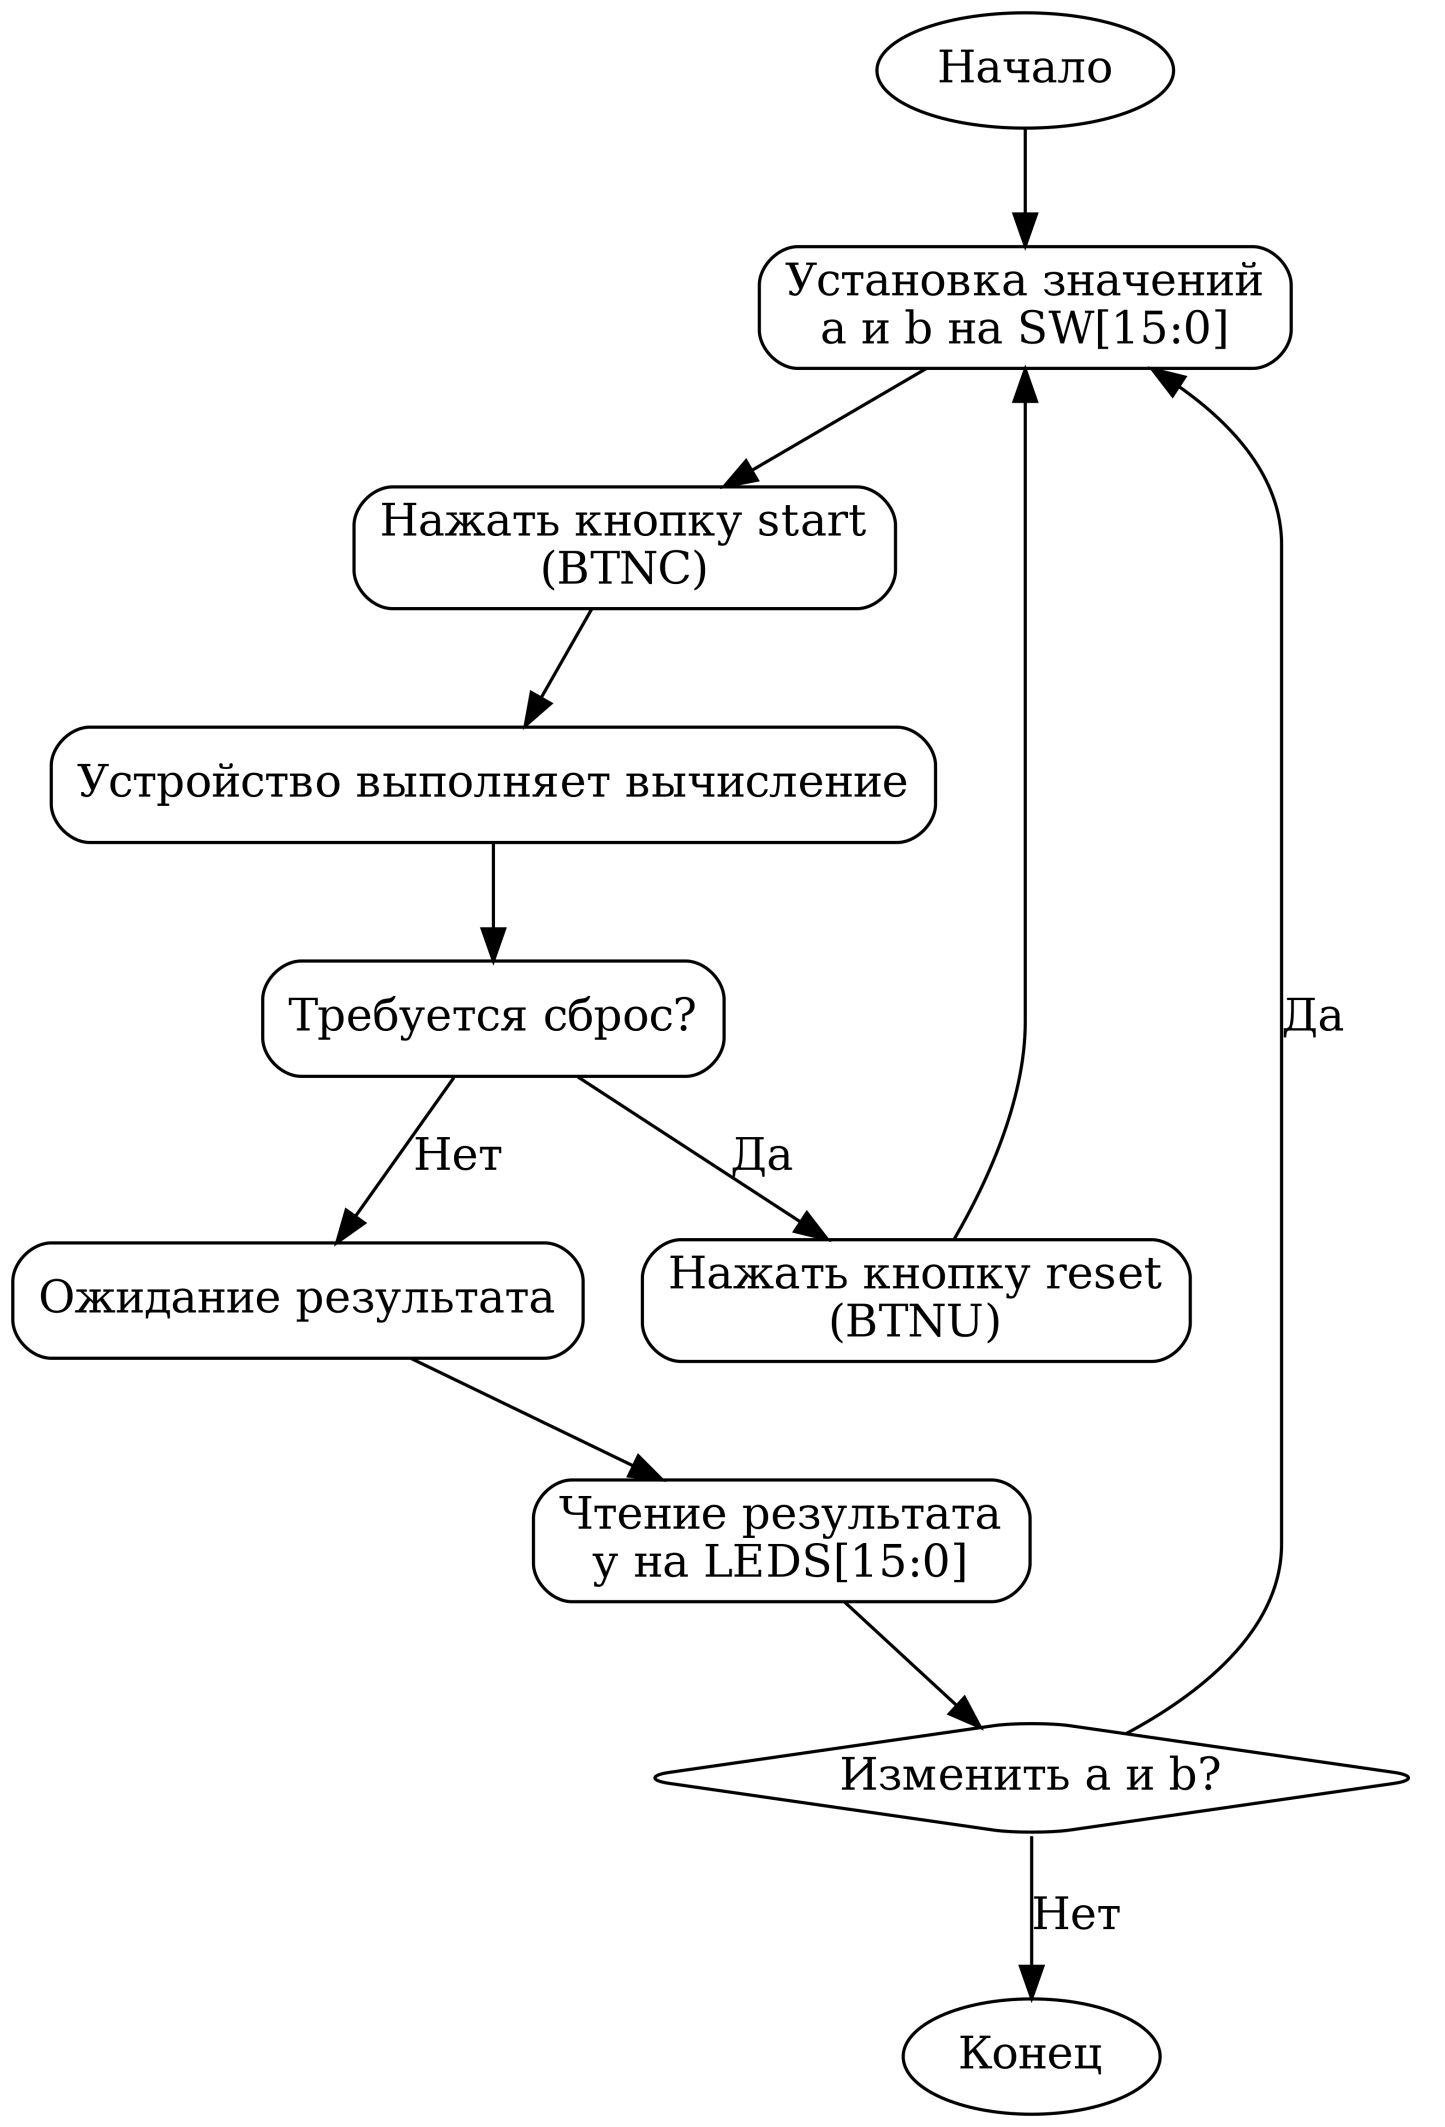 Начало
Установка значений
a и b на SW[15:0]
Нажать кнопку start
(BTNC)
Устройство выполняет вычисление
Требуется сброс?
Да
Нет
Да
Ожидание результата
Нажать кнопку reset
(BTNU)
Чтение результата
y на LEDS[15:0]
Изменить a и b?
Нет
Конец